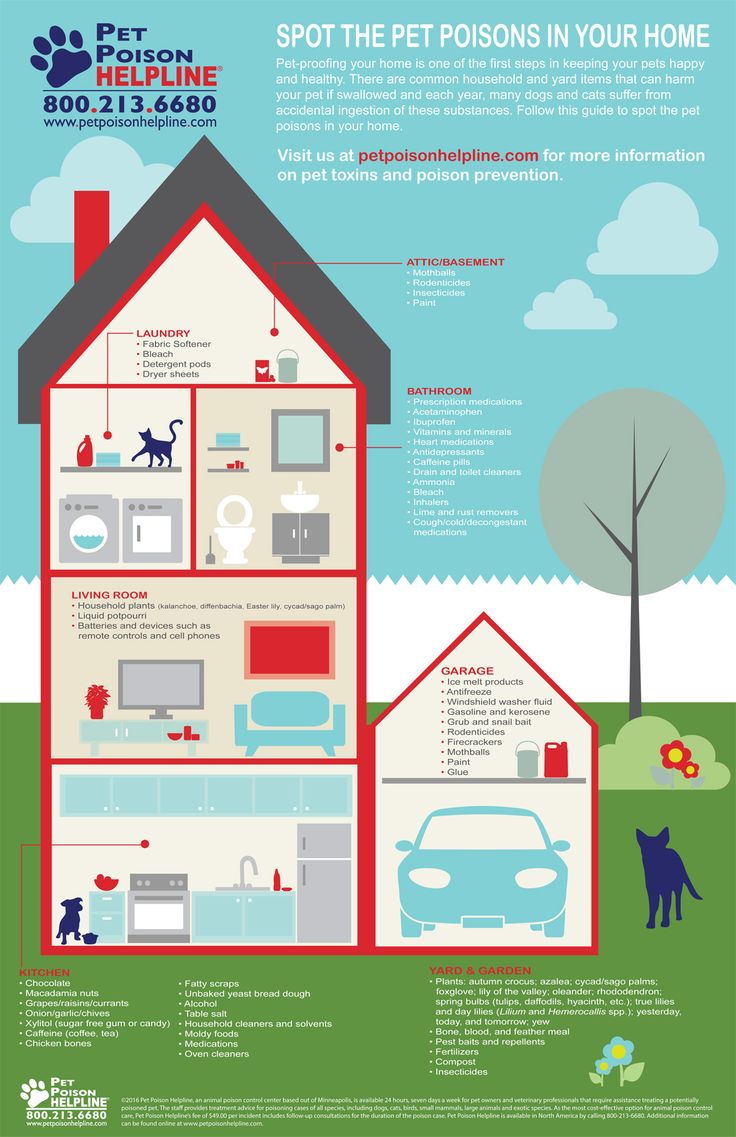 PET
POISON
HELPLINE®
800.213.6680
www.petpoisonhelpline.com
SPOT THE PET POISONS IN YOUR HOME
Pet-proofing your home is one of the first steps in keeping your pets happy
and healthy. There are common household and yard items that can harm
your pet if swallowed and each year, many dogs and cats suffer from
accidental ingestion of these substances. Follow this guide to spot the pet
poisons in your home.
Visit us at petpoisonhelpline.com for more information
on pet toxins and poison prevention.
ATTIC/BASEMENT
• Mothballs
• Rodenticides
• Insecticides
• Paint
LAUNDRY
• Fabric Softener
• Bleach
• Detergent pods
• Dryer sheets
BATHROOM
• Prescription medications
• Acetaminophen
• Ibuprofen
• Vitamins and minerals
• Heart medications
• Antidepressants
• Caffeine pills
• Drain and toilet cleaners
• Ammonia
• Bleach
• Inhalers
• Lime and rust removers
• Cough/cold/decongestant
medications
LIVING ROOM
• Household plants (kalanchoe, diffenbachia, Easter lily, cycad/sago palm)
• Liquid potpourri
• Batteries and devices such as
remote controls and cell phones
GARAGE
• Ice melt products
• Antifreeze
• Windshield washer fluid
• Gasoline and kerosene
• Grub and snail bait
• Rodenticides
• Firecrackers
• Mothballs
• Paint
• Glue
KITCHEN
• Chocolate
• Macadamia nuts
• Grapes/raisins/currants
• Onion/garlic/chives
• Xylitol (sugar free gum or candy)
• Caffeine (coffee, tea)
• Chicken bones
• Fatty scraps
• Unbaked yeast bread dough
• Alcohol
• Table salt
• Household cleaners and solvents
• Moldy foods
• Medications
• Oven cleaners
YARD & GARDEN
• Plants: autumn crocus; azalea; cycad/sago palms;
foxglove; lily of the valley; oleander; rhododendron;
spring bulbs (tulips, daffodils, hyacinth, etc.); true lilies
and day lilies (Lilium and Hemerocallis spp.); yesterday,
today, and tomorrow; yew
• Bone, blood, and feather meal
• Pest baits and repellents
• Fertilizers
• Compost
• Insecticides
PET
POISON
HELPLINE®
800.213.6680
www.petpoisonhelpline.com
©2016 Pet Poison Helpline, an animal poison control center based out of Minneapolis, is available 24 hours, seven days a week for pet owners and veterinary professionals that require assistance treating a potentially
poisoned pet. The staff provides treatment advice for poisoning cases of all species, including dogs, cats, birds, small mammals, large animals and exotic species. As the most cost-effective option for animal poison control
care, Pet Poison Helpline's fee of $49.00 per incident includes follow-up consultations for the duration of the poison case. Pet Poison Helpline is available in North America by calling 800-213-6680. Additional information
can be found online at www.petpoisonhelpline.com.